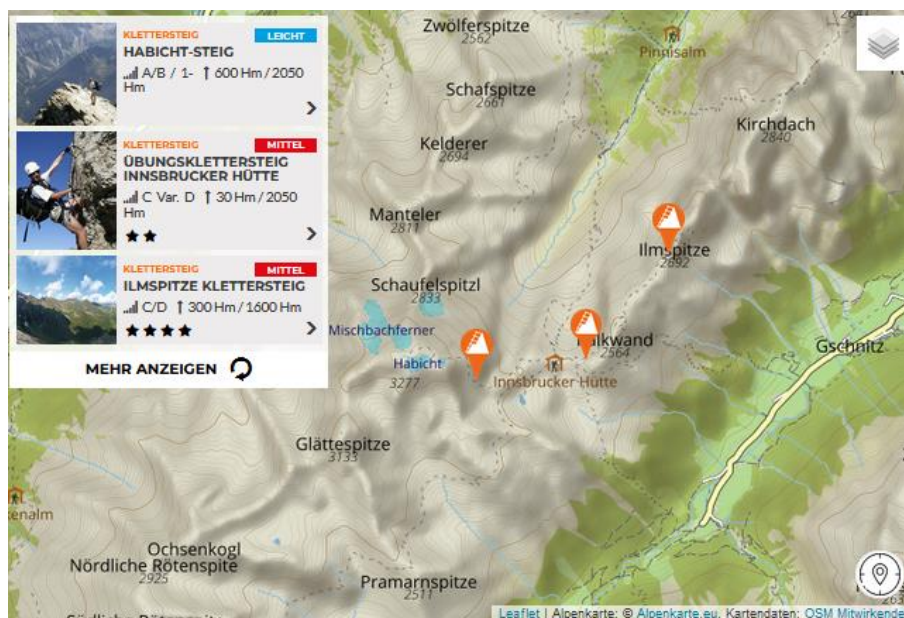 KLETTERSTEIG LEICHT
HABICHT-STEIG
A/B / 1- ↑ 600 Hm / 2050
Hm
KLETTERSTEIG MITTEL
ÜBUNGSKLETTERSTEIG
INNSBRUCKER HÜTTE
C Var. D ↑ 30 Hm / 2050
Hm
KLETTERSTEIG MITTEL
ILMSPITZE KLETTERSTEIG
C/D ↑ 300 Hm / 1600 Hm
MEHR ANZEIGEN
Zwölferspitze
2562
Pinnisalm
Schafspitze
2661
Kirchdach
2840
Kelderer
2694
Manteler
2811
Ilmspitze
2692
Schaufelspitzl
2833
Mischbachferner
2564
Gschnitz
Habicht
3277
Innsbrucker Hütte
Glättespitze
3133
enalm
Ochsenkogl
Nördliche Rötenspite
2925
Pramarnspitze
2511
Leaflet | Alpenkarte: © Alpenkarte.eu, Kartendaten: OSM Mitwirkende